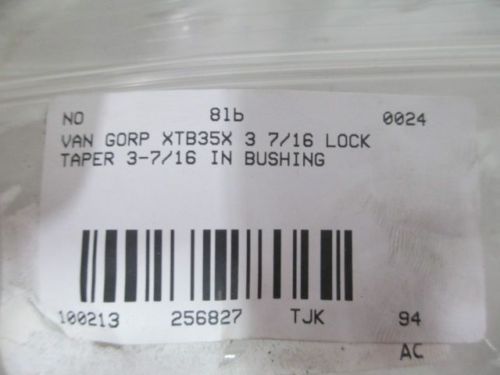 NO 8lb 0024
VAN GORP XTB35X 3 7/16 LOCK
TAPER 3-7/16 IN BUSHING
100213 256827 TJK 94
AC